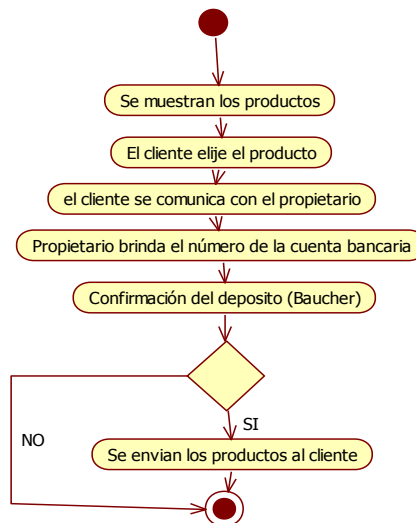 Se muestran los productos
El cliente elije el producto
el cliente se comunica con el propietario
Propietario brinda el número de la cuenta bancaria
Confirmación del deposito (Baucher)
SI
NO
Se envian los productos al cliente